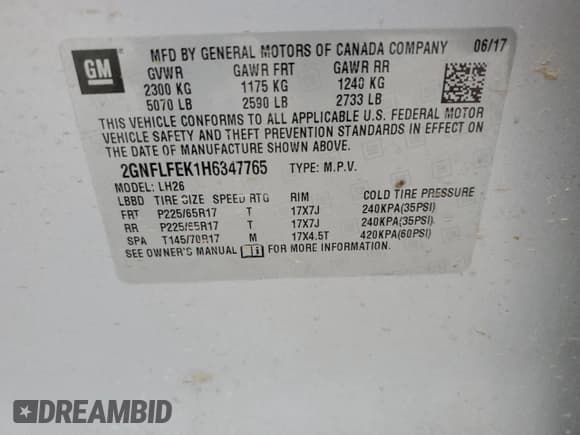 GM
MFD BY GENERAL MOTORS OF CANADA COMPANY 06/17
GVWR GAWR FRT GAWR RR
2300 KG 1175 KG 1240 KG
5070 LB 2590 LB 2733 LB
THIS VEHICLE CONFORMS TO ALL APPLICABLE U.S. FEDERAL MOTOR
VEHICLE SAFETY AND THEFT PREVENTION STANDARDS IN EFFECT ON
THE DATE OF MANUFACTURE SHOWN ABOVE.
2GNFLFEK1H6347765 TYPE: M.P.V.
MODEL: LH26
LBBD TIRE SIZE SPEED RTG RIM COLD TIRE PRESSURE
FRT P225/65R17 T 17X7J 240KPA(35PSI)
RR P225/65R17 T 17X7J 240KPA(35PSI)
SPA T145/70R17 M 17X4.5T 420KPA(60PSI)
SEE OWNER'S MANUAL FOR MORE INFORMATION.
DREAMBID